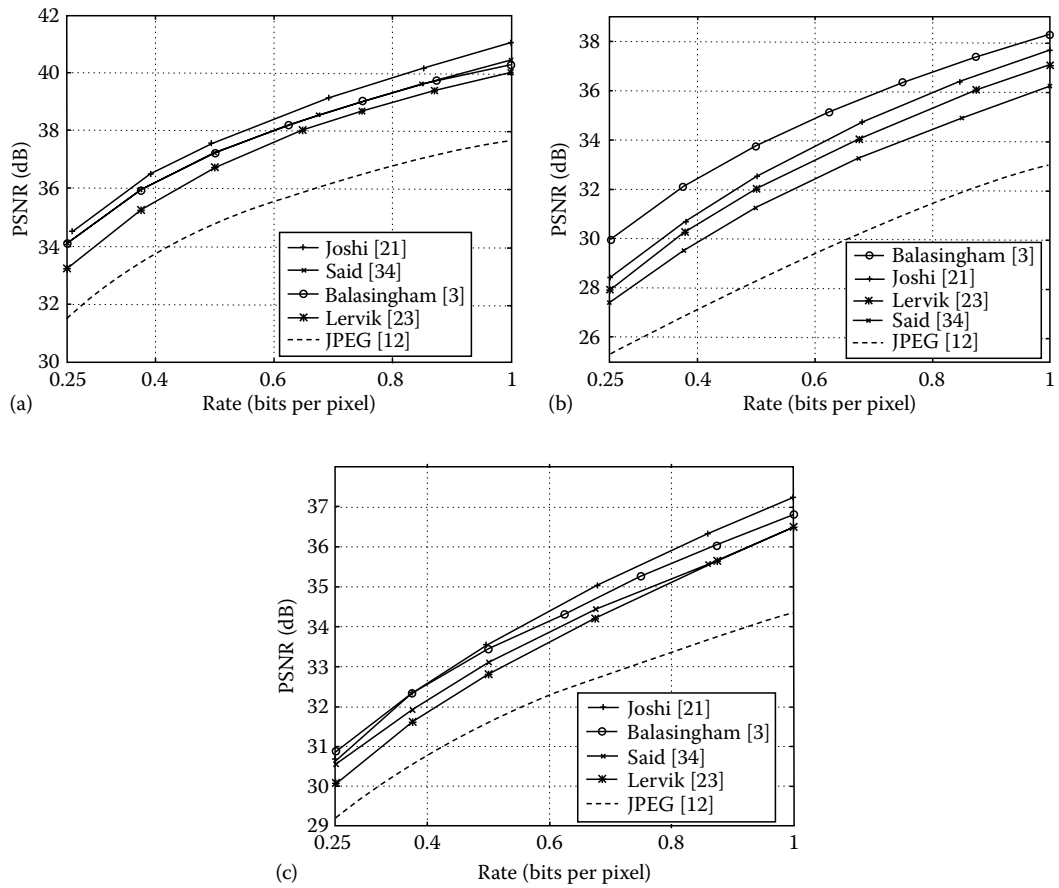 42
40
38
36
34
32
30
PSNR (dB)
0.25 0.4 0.6 0.8 1
Rate (bits per pixel)
(a)
Joshi [21]
Said [34]
Balasingham [3]
Lervik [23]
JPEG [12]
38
36
34
32
30
28
26
PSNR (dB)
0.25 0.4 0.6 0.8 1
Rate (bits per pixel)
(b)
Balasingham [3]
Joshi [21]
Lervik [23]
Said [34]
JPEG [12]
37
36
35
34
33
32
31
30
29
PSNR (dB)
0.25 0.4 0.6 0.8 1
Rate (bits per pixel)
(c)
Joshi [21]
Balasingham [3]
Said [34]
Lervik [23]
JPEG [12]